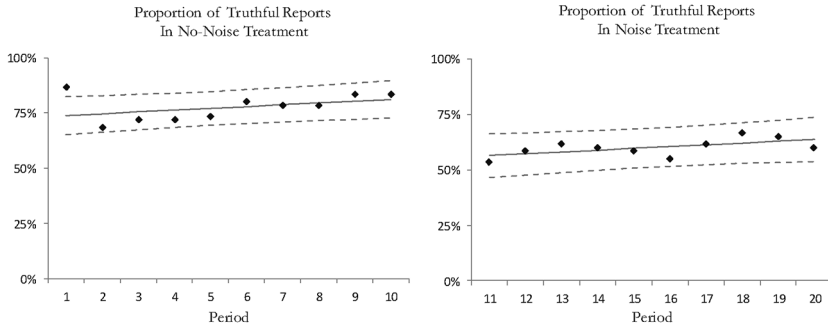 Proportion of Truthful Reports
In No-Noise Treatment
100%
75%
50%
25%
0%
1 2 3 4 5 6 7 8 9 10
Period
Proportion of Truthful Reports
In Noise Treatment
100%
75%
50%
25%
0%
11 12 13 14 15 16 17 18 19 20
Period